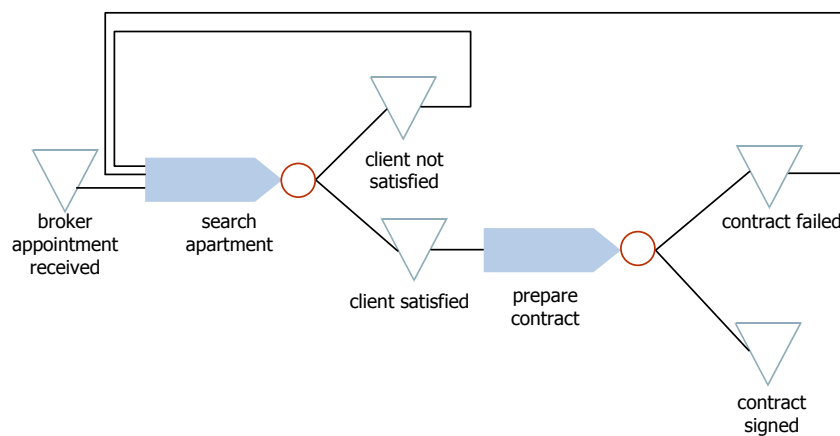 broker
appointment
received
search
apartment
client not
satisfied
client satisfied
prepare
contract
contract failed
contract
signed